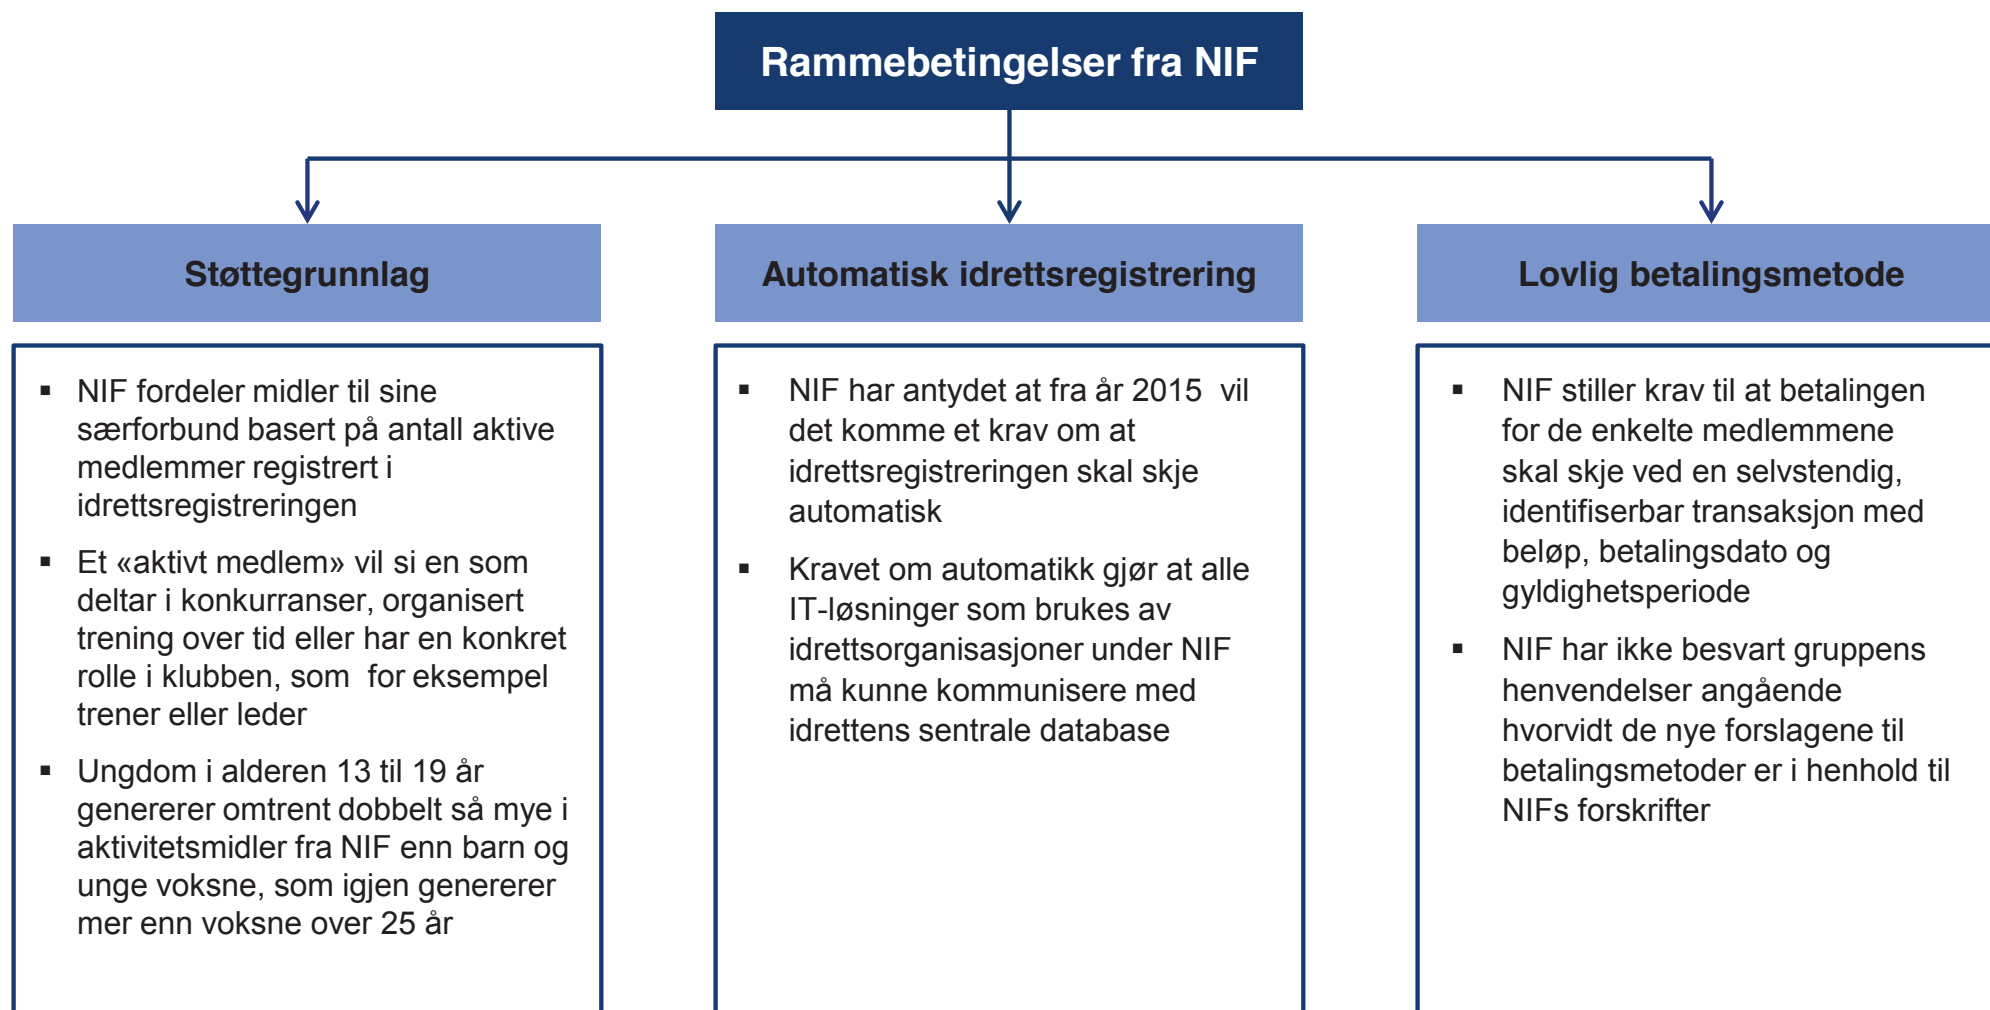 Rammebetingelser fra NIF
Støttegrunnlag
▪ NIF fordeler midler til sine
særforbund basert på antall aktive
medlemmer registrert i
idrettsregistreringen
▪ Et «aktivt medlem» vil si en som
deltar i konkurranser, organisert
trening over tid eller har en konkret
rolle i klubben, som for eksempel
trener eller leder
▪ Ungdom i alderen 13 til 19 år
genererer omtrent dobbelt så mye i
aktivitetsmidler fra NIF enn barn og
unge voksne, som igjen genererer
mer enn voksne over 25 år
Automatisk idrettsregistrering
▪ NIF har antydet at fra år 2015 vil
det komme et krav om at
idrettsregistreringen skal skje
automatisk
▪ Kravet om automatikk gjør at alle
IT-løsninger som brukes av
idrettsorganisasjoner under NIF
må kunne kommunisere med
idrettens sentrale database
Lovlig betalingsmetode
▪ NIF stiller krav til at betalingen
for de enkelte medlemmene
skal skje ved en selvstendig,
identifiserbar transaksjon med
beløp, betalingsdato og
gyldighetsperiode
▪ NIF har ikke besvart gruppens
henvendelser angående
hvorvidt de nye forslagene til
betalingsmetoder er i henhold til
NIFs forskrifter